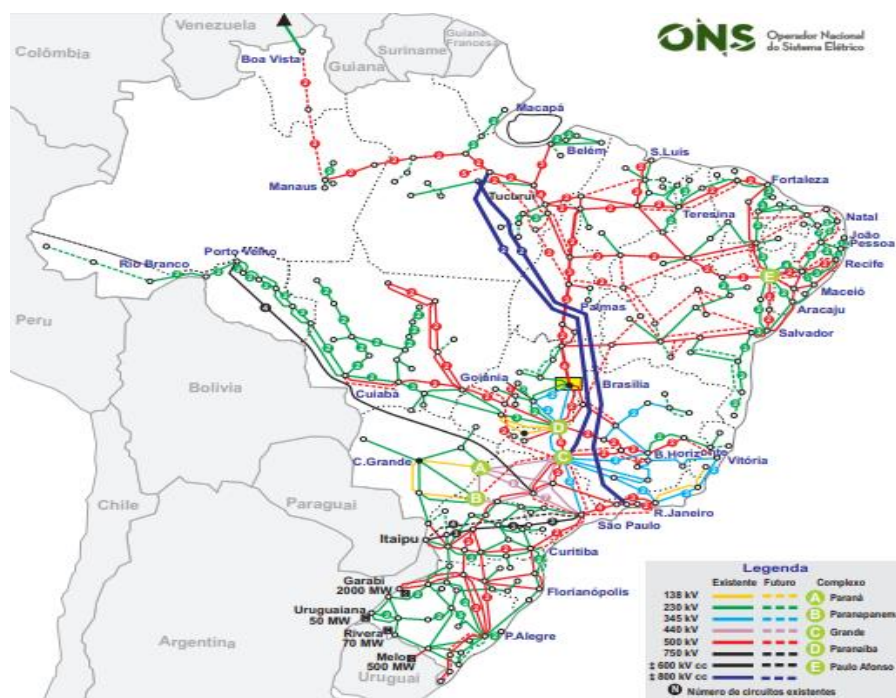 ONS
Operador Nacional
do Sistema Elétrico
Venezuela
Colômbia
Guiana
Suriname
Guiana
Francesa
Boa Vista
Macapá
Belém
S.Luis
Fortaleza
Manaus
Tucuruí
Teresina
Natal
João
Pessoa
Recife
Maceió
Aracaju
Salvador
E
Porto Velho
Rio Branco
Palmas
Peru
Bolívia
Cuiabá
Goiânia
Brasília
D
C
B.Horizonte
Vitória
C.Grande
A
B
Chile
Paraguai
R.Janeiro
São Paulo
Itaipu
Curitiba
Garabi
2000 MW
Florianópolis
Uruguaiana
50 MW
Rivera
70 MW
P.Alegre
Melo
500 MW
Argentina
Uruguai
Legenda
Existente Futuro Complexo
138 kV A Paraná
230 kV B Paranapanem
345 kV
440 kV C Grande
500 kV D Paranaíba
750 kV
± 600 kV cc E Paulo Afonso
± 800 kV cc
N Número de circuitos existentes